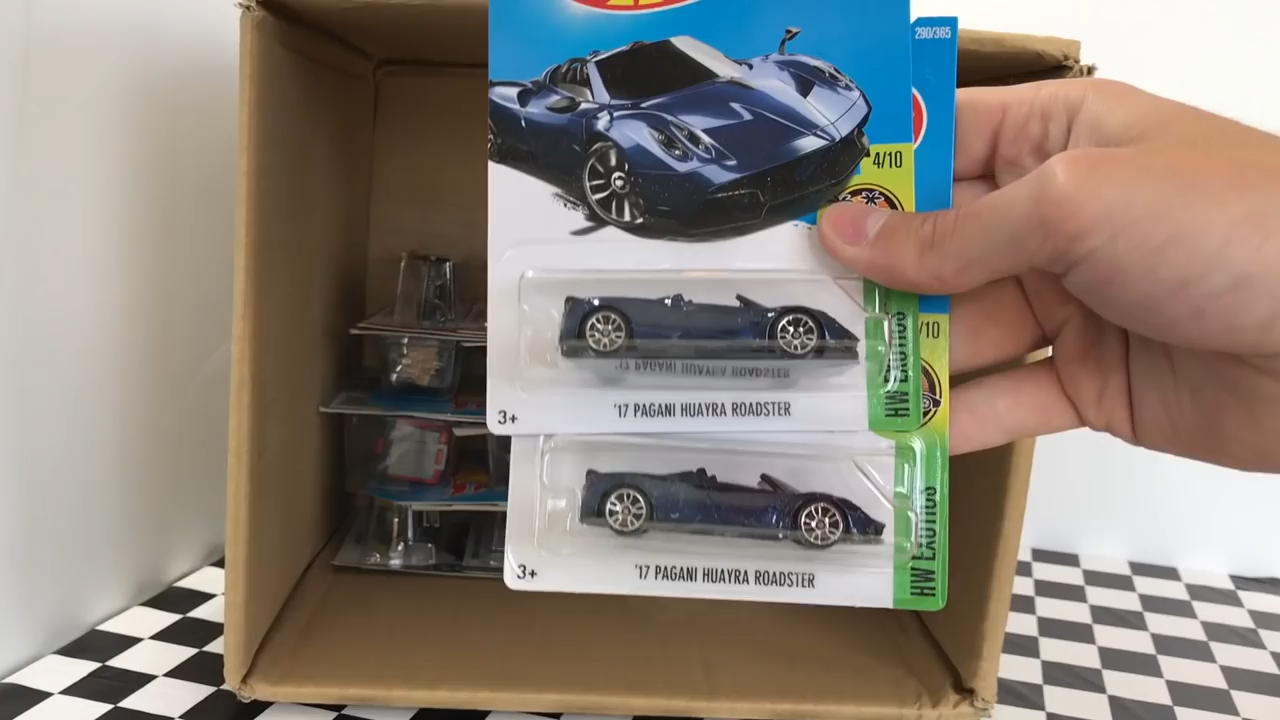 290/365
4/10
HW EXOTICS
'17 PAGANI HUAYRA ROADSTER
3+
'17 PAGANI HUAYRA ROADSTER
/10
HW EXOTICS
3+
'17 PAGANI HUAYRA ROADSTER